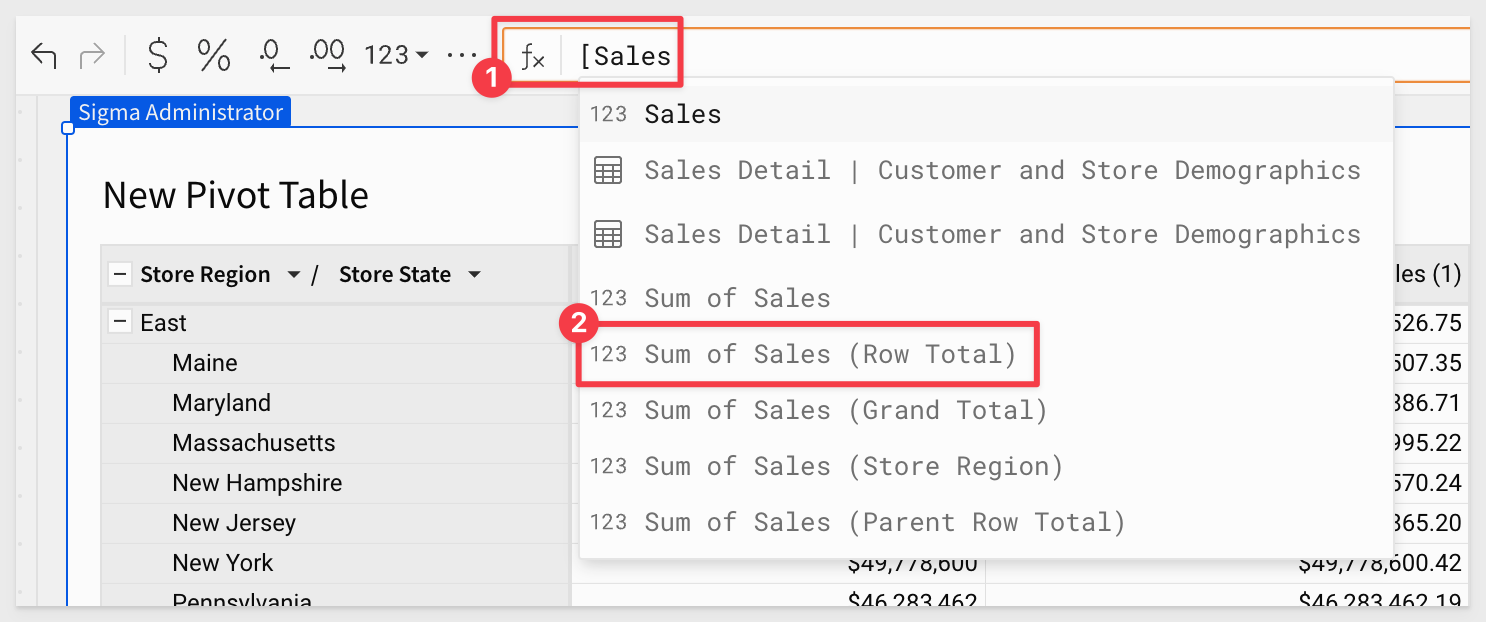 $ % .0 .00 123 ... fx [Sales
1
Sigma Administrator
123 Sales
Sales Detail | Customer and Store Demographics
Sales Detail | Customer and Store Demographics
123 Sum of Sales
2
123 Sum of Sales (Row Total)
123 Sum of Sales (Grand Total)
123 Sum of Sales (Store Region)
123 Sum of Sales (Parent Row Total)
New Pivot Table
Store Region / Store State
les (1)
East
526.75
Maine
507.35
Maryland
386.71
Massachusetts
995.22
New Hampshire
570.24
New Jersey
365.20
New York $49,778,600 $49,778,600.42
Pennsylvania $46,283,462 $46,283,462.19